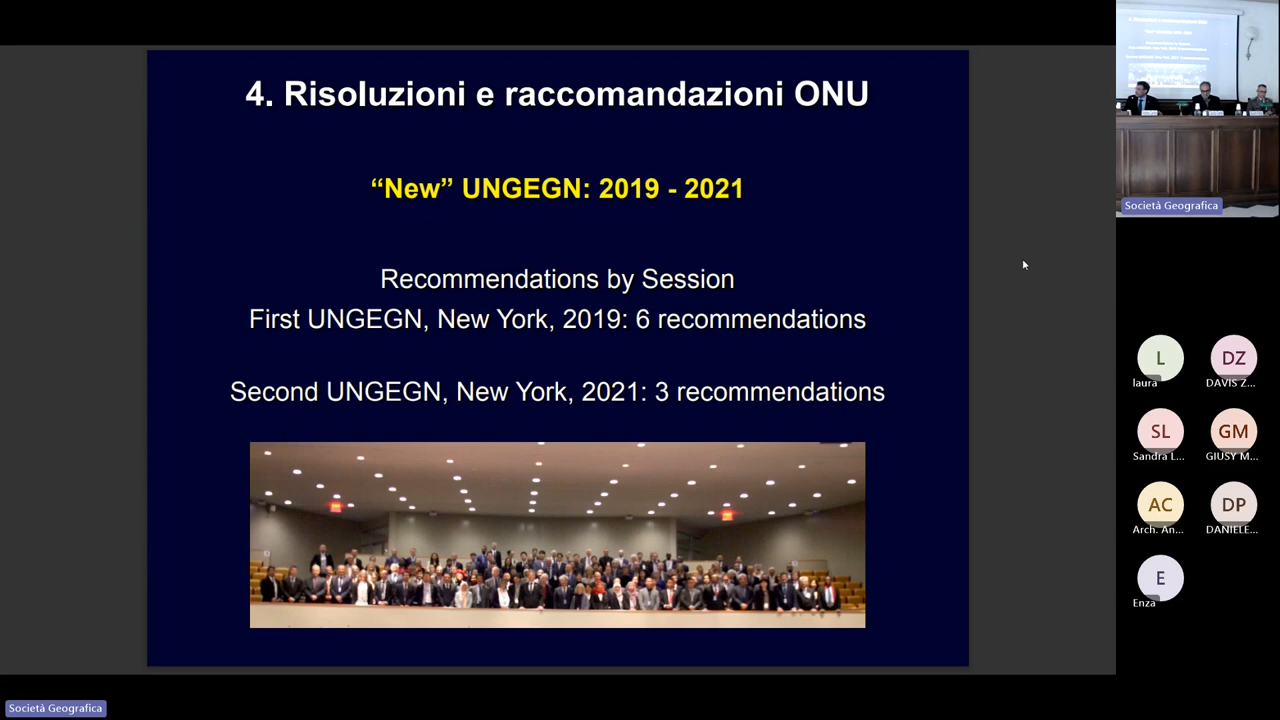 4. Risoluzioni e raccomandazioni ONU
“New” UNGEGN: 2019 - 2021
Recommendations by Session
First UNGEGN, New York, 2019: 6 recommendations
Second UNGEGN, New York, 2021: 3 recommendations
Società Geografica
L
laura
DZ
DAVIS Z...
SL
Sandra L...
GM
GIUSY M...
AC
Arch. An...
DP
DANIELE...
E
Enza
Società Geografica